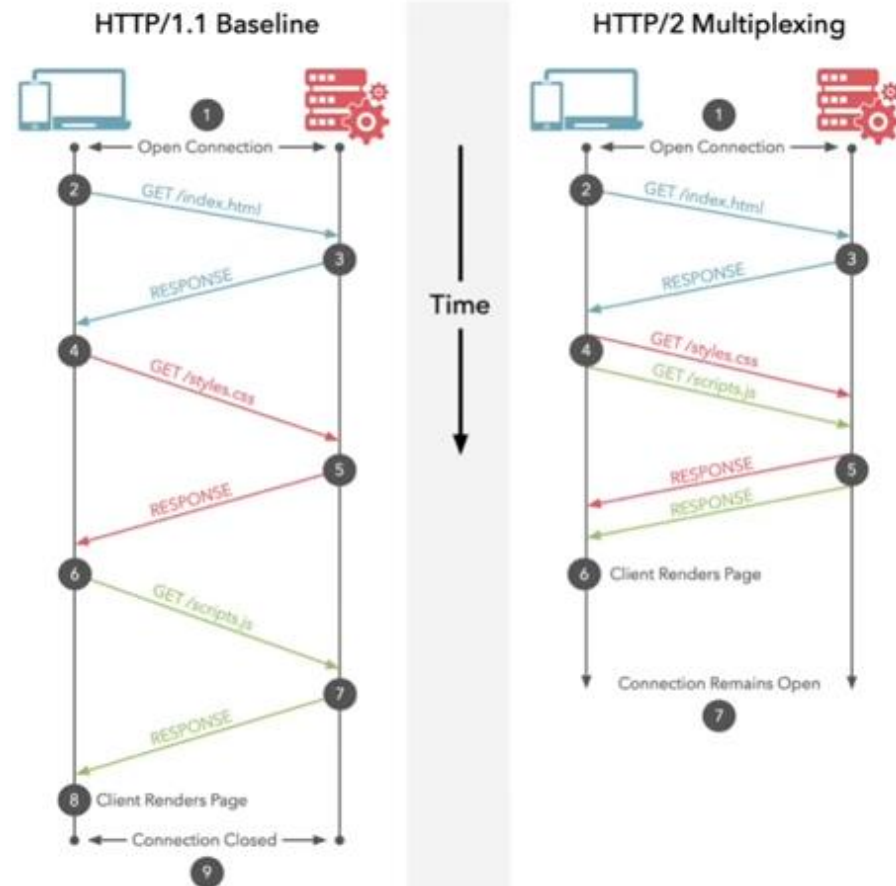 HTTP/1.1 Baseline
1
Open Connection
2
GET /index.html
3
RESPONSE
4
GET /styles.css
5
RESPONSE
6
GET /scripts.js
7
RESPONSE
8 Client Renders Page
Connection Closed
9
Time
HTTP/2 Multiplexing
1
Open Connection
2
GET /index.html
3
RESPONSE
4
GET /styles.css
GET /scripts.js
5
RESPONSE
RESPONSE
6 Client Renders Page
Connection Remains Open
7